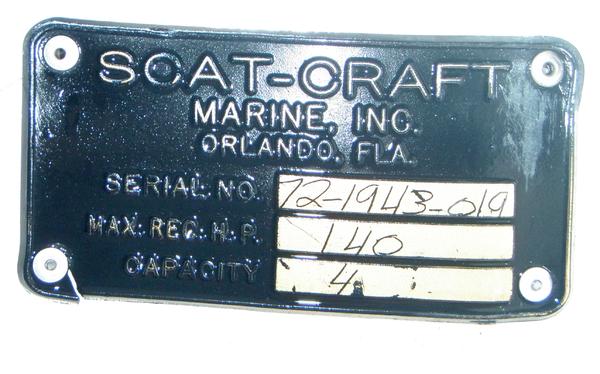 SCAT-CRAFT
MARINE, INC.
ORLANDO, FLA.
SERIAL NO. 72-1943-019
MAX. REC. H.P. 140
CAPACITY 4